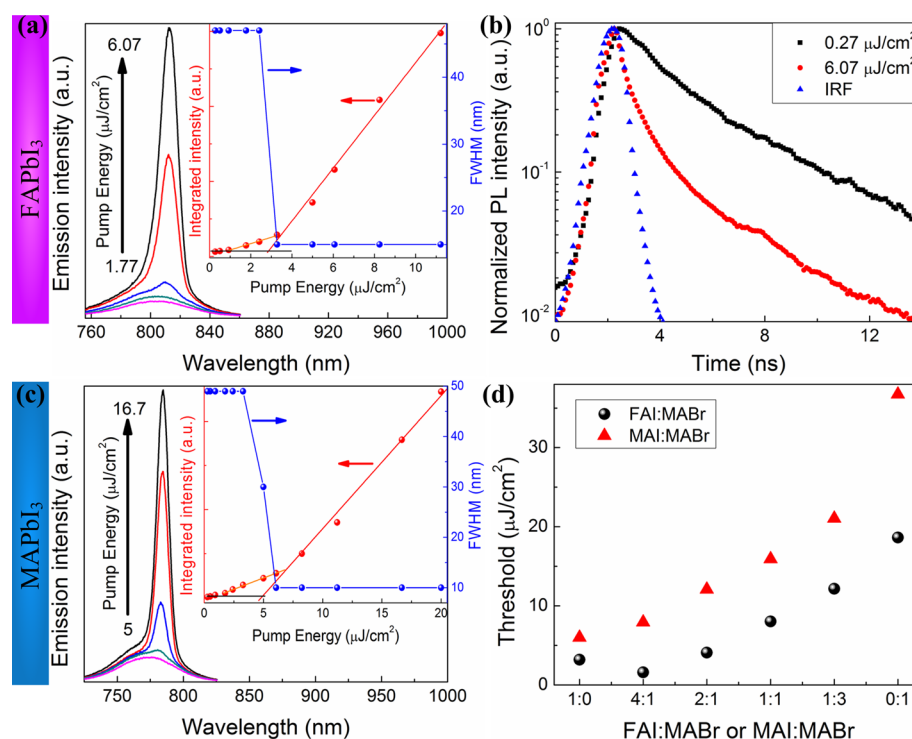 (a)
FAPbI3
Emission intensity (a.u.)
6.07
Pump Energy (μJ/cm2)
1.77
760 800 840 880 920 960 1000
Wavelength (nm)
Integrated intensity (a.u.)
FWHM (nm)
40
30
20
0 2 4 6 8 10
Pump Energy (μJ/cm2)
(b)
Normalized PL intensity (a.u.)
10^0
10^-1
10^-2
0.27 μJ/cm2
6.07 μJ/cm2
IRF
0 4 8 12
Time (ns)
(c)
MAPbI3
Emission intensity (a.u.)
16.7
Pump Energy (μJ/cm2)
5
725 750 775 800 825 850 875 900 925 950 975 1000
Wavelength (nm)
Integrated intensity (a.u.)
FWHM (nm)
50
40
30
20
10
0 5 10 15 20
Pump Energy (μJ/cm2)
(d)
Threshold (μJ/cm2)
30
20
10
0
FAI:MABr
MAI:MABr
1:0 4:1 2:1 1:1 1:3 0:1
FAI:MABr or MAI:MABr